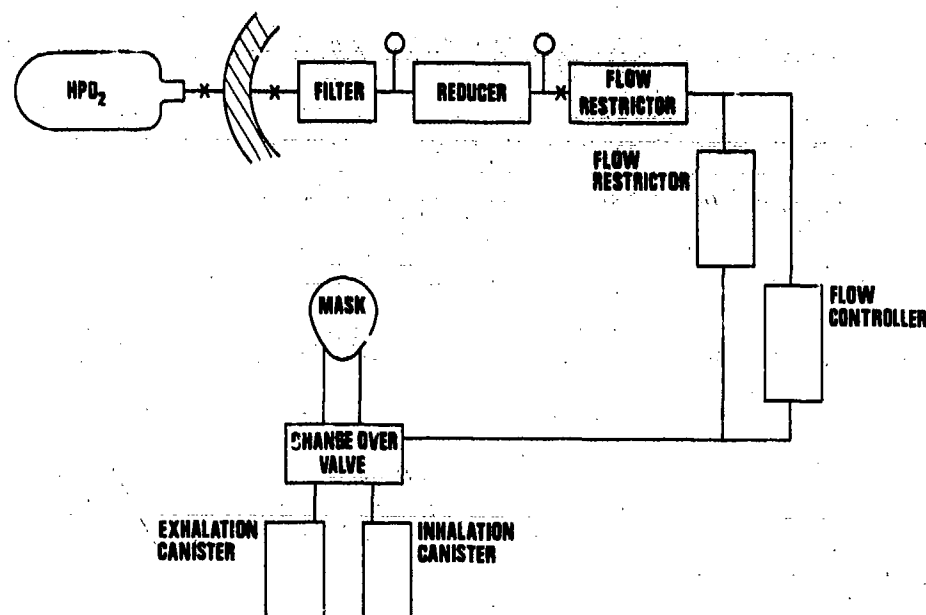 HPO₂
FILTER
REDUCER
FLOW
RESTRICTOR
FLOW
RESTRICTOR
FLOW
CONTROLLER
MASK
CHANGE OVER
VALVE
EXHALATION
CANISTER
INHALATION
CANISTER